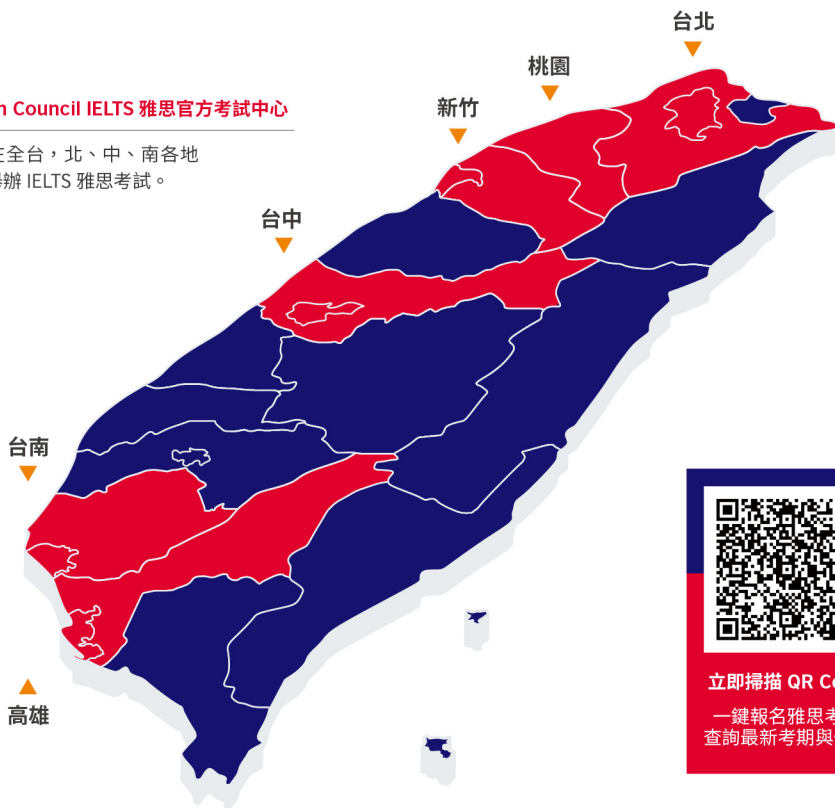 台北
桃園
新竹
Council IELTS 雅思官方考試中心
全台，北、中、南各地
辦 IELTS 雅思考試。
台中
台南
高雄
立即掃描 QR
一鍵報名雅思考
查詢最新考期與